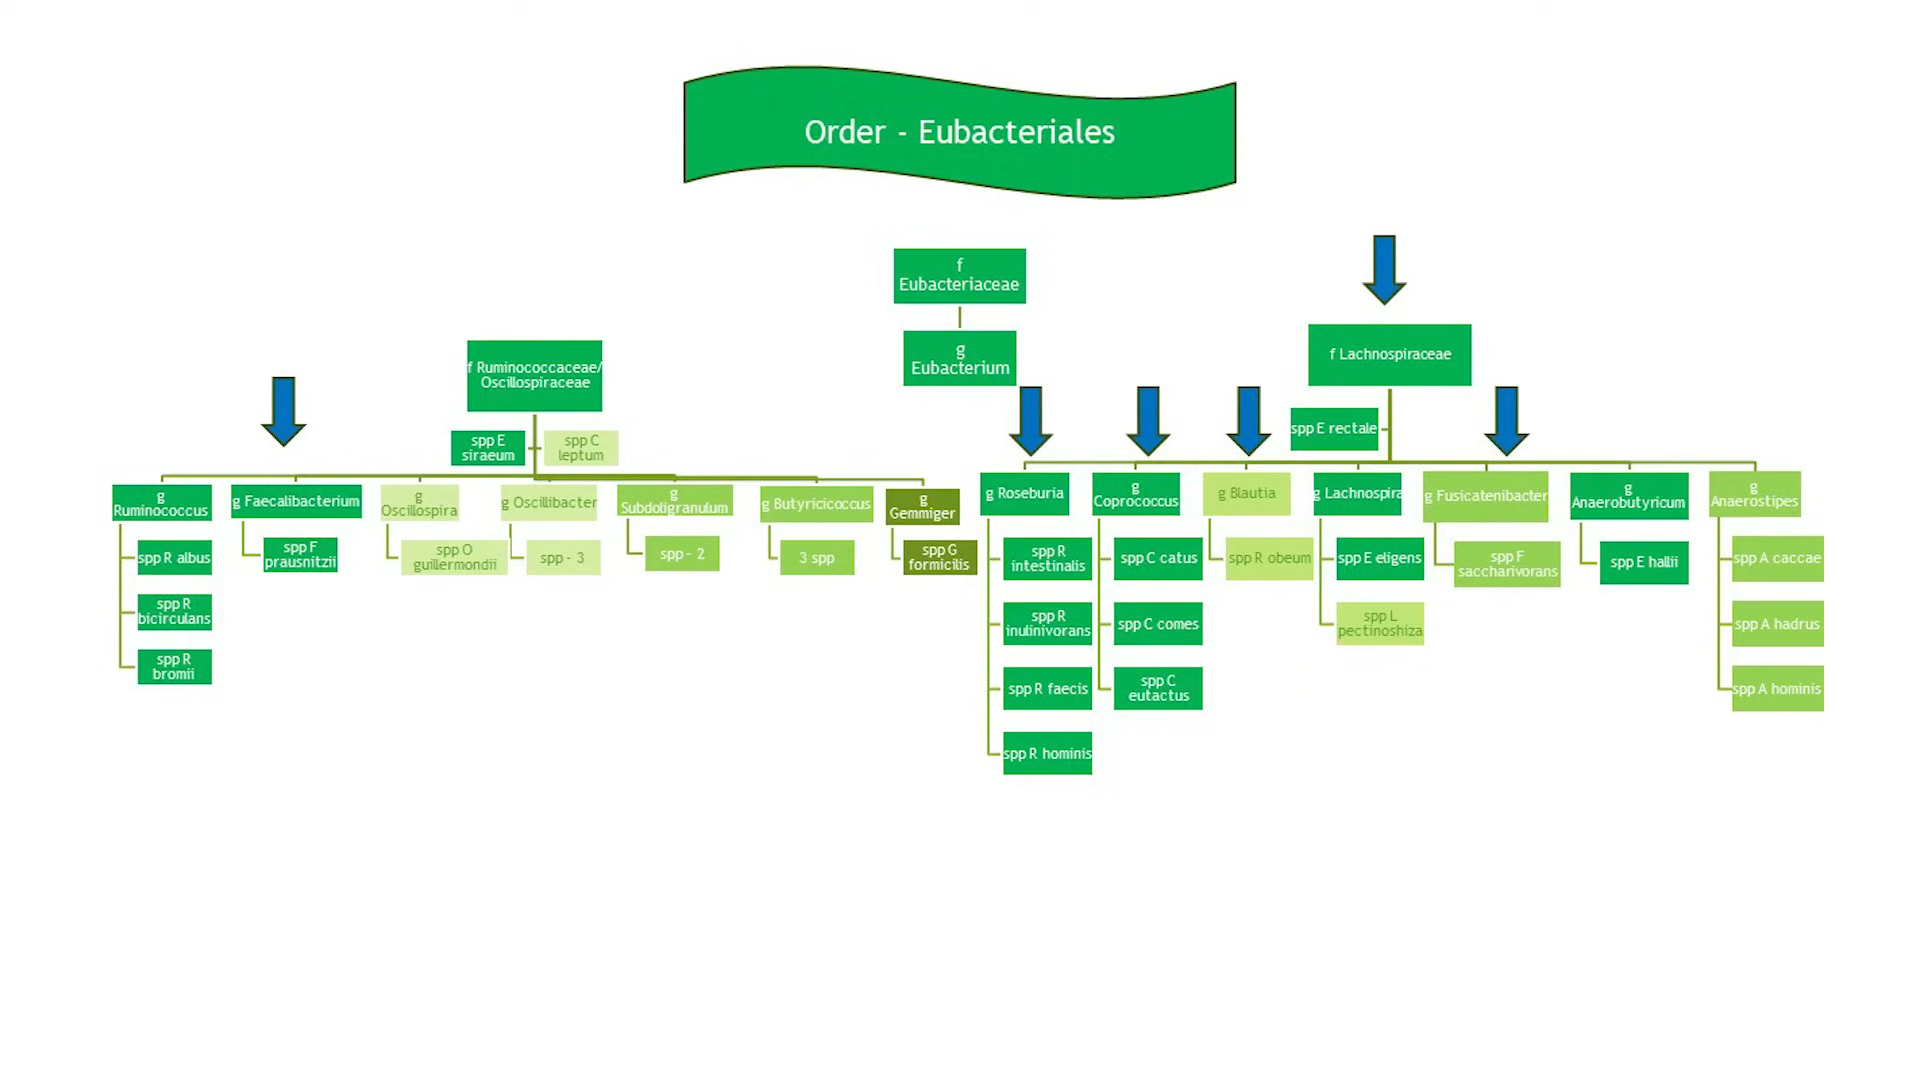 Order - Eubacteriales
f
Eubacteriaceae
g
Eubacterium
f Ruminococcaceae/
Oscillospiraceae
spp E
siraeum
spp C
leptum
g
Ruminococcus
spp R albus
spp R
bicirculans
spp R
bromii
g Faecalibacterium
spp F
prausnitzii
g
Oscillospira
spp O
guillermondii
g Oscillibacter
spp - 3
g
Subdoligranulum
spp - 2
g Butyricicoccus
3 spp
g
Gemmiger
spp G
formicilis
f Lachnospiraceae
spp E rectale
g Roseburia
spp R
intestinalis
spp R
inulinivorans
spp R faecis
spp R hominis
g
Coprococcus
spp C catus
spp C comes
spp C
eutactus
g Blautia
spp R obeum
g Lachnospira
spp E eligens
spp L
pectinoshiza
g Fusicatenibacter
spp F
saccharivorans
g
Anaerobutyricum
spp E hallii
g
Anaerostipes
spp A caccae
spp A hadrus
spp A hominis